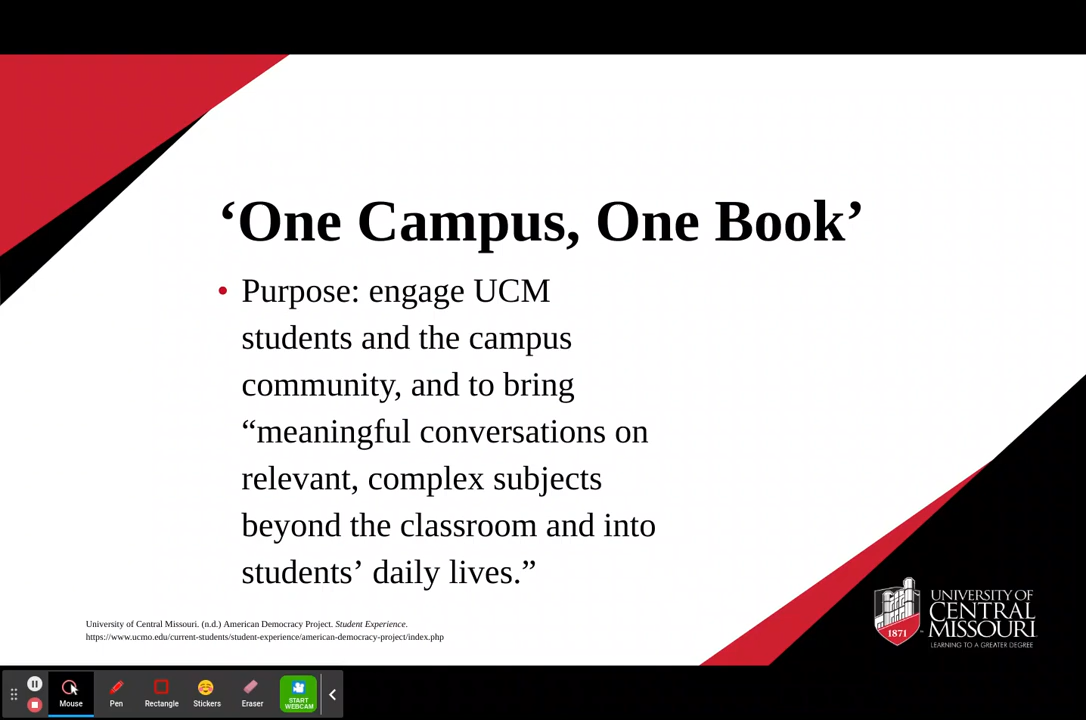 ‘One Campus, One Book’
• Purpose: engage UCM
students and the campus
community, and to bring
“meaningful conversations on
relevant, complex subjects
beyond the classroom and into
students’ daily lives.”
University of Central Missouri. (n.d.) American Democracy Project. Student Experience.
https://www.ucmo.edu/current-students/student-experience/american-democracy-project/index.php
1871
UNIVERSITY OF
CENTRAL
MISSOURI
LEARNING TO A GREATER DEGREE
Mouse
Pen
Rectangle
Stickers
Eraser
START
WEBCAM